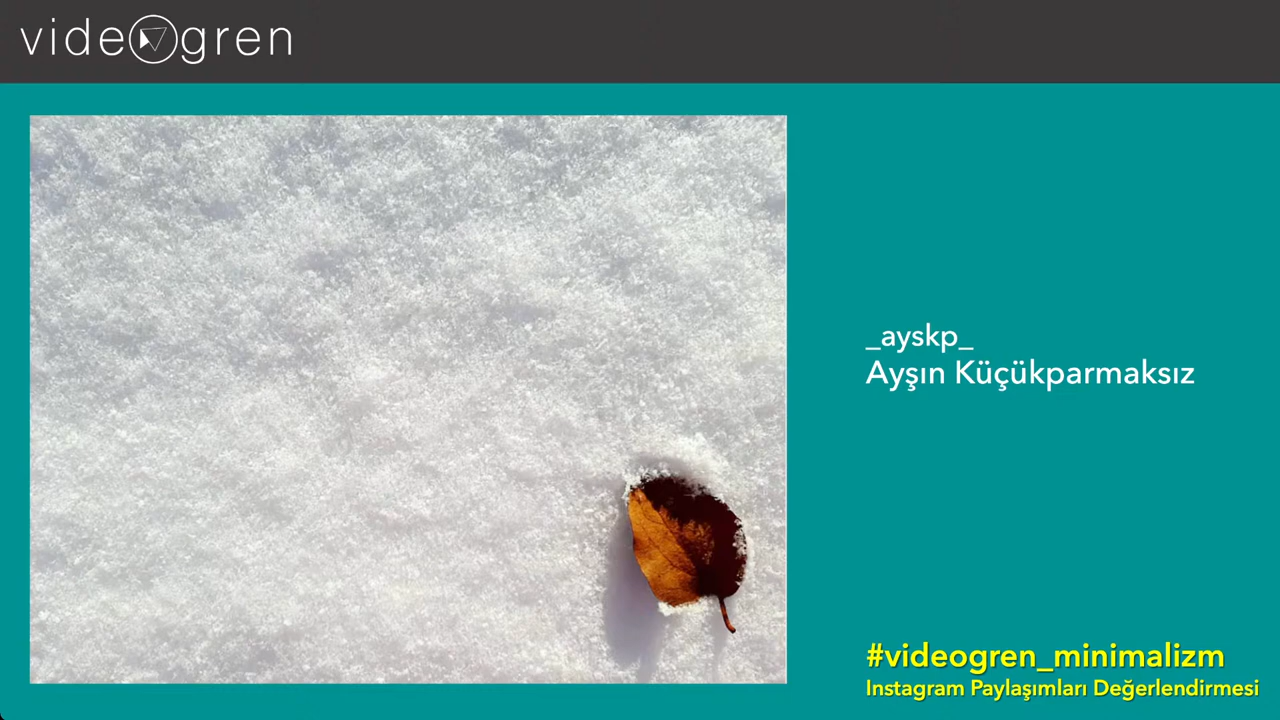 videogren
_ayskp_
Ayşın Küçükparmaksız
#videogren_minimalizm
Instagram Paylaşımları Değerlendirmesi